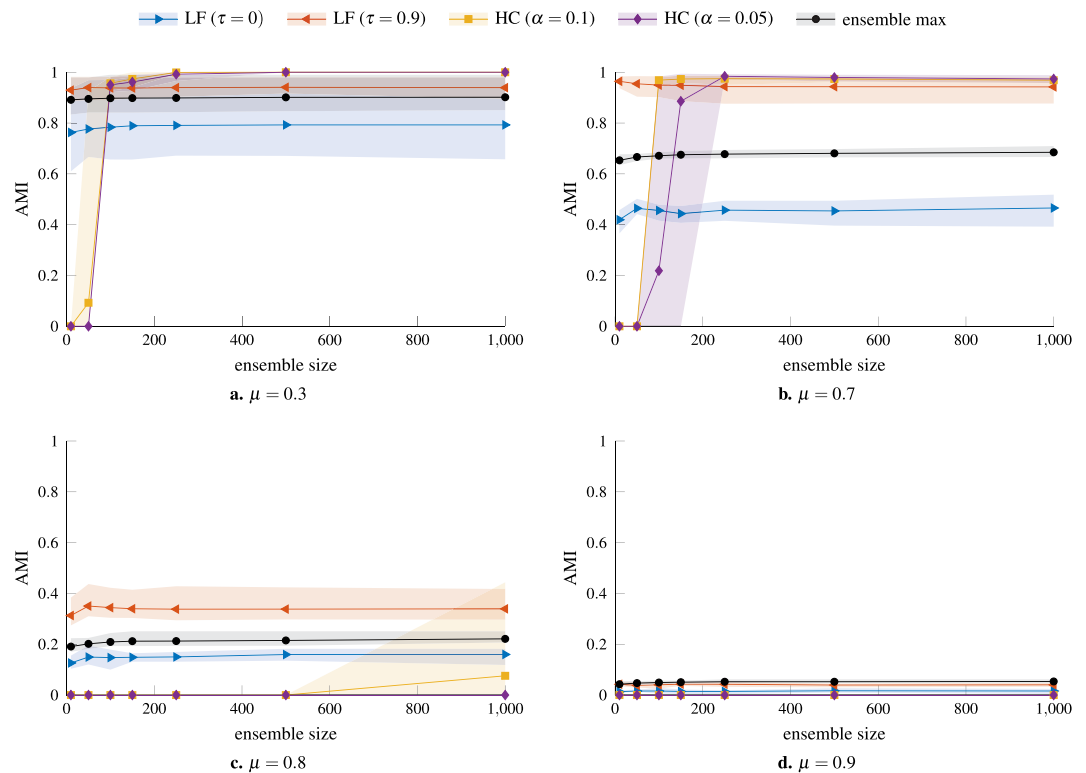 LF (τ = 0) LF (τ = 0.9) HC (α = 0.1) HC (α = 0.05) ensemble max
1
0.8
0.6
0.4
0.2
0
AMI
0 200 400 600 800 1,000
ensemble size
a. μ = 0.3
1
0.8
0.6
0.4
0.2
0
AMI
0 200 400 600 800 1,000
ensemble size
b. μ = 0.7
1
0.8
0.6
0.4
0.2
0
AMI
0 200 400 600 800 1,000
ensemble size
c. μ = 0.8
1
0.8
0.6
0.4
0.2
0
AMI
0 200 400 600 800 1,000
ensemble size
d. μ = 0.9